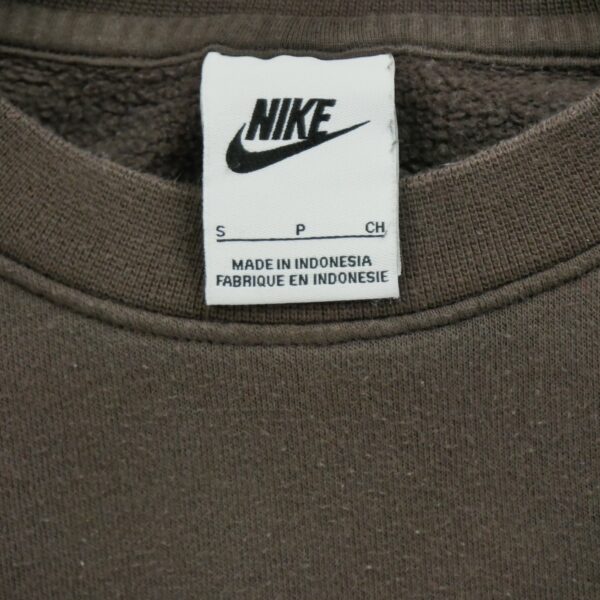 NIKE
S P CH
MADE IN INDONESIA
FABRIQUE EN INDONESIE